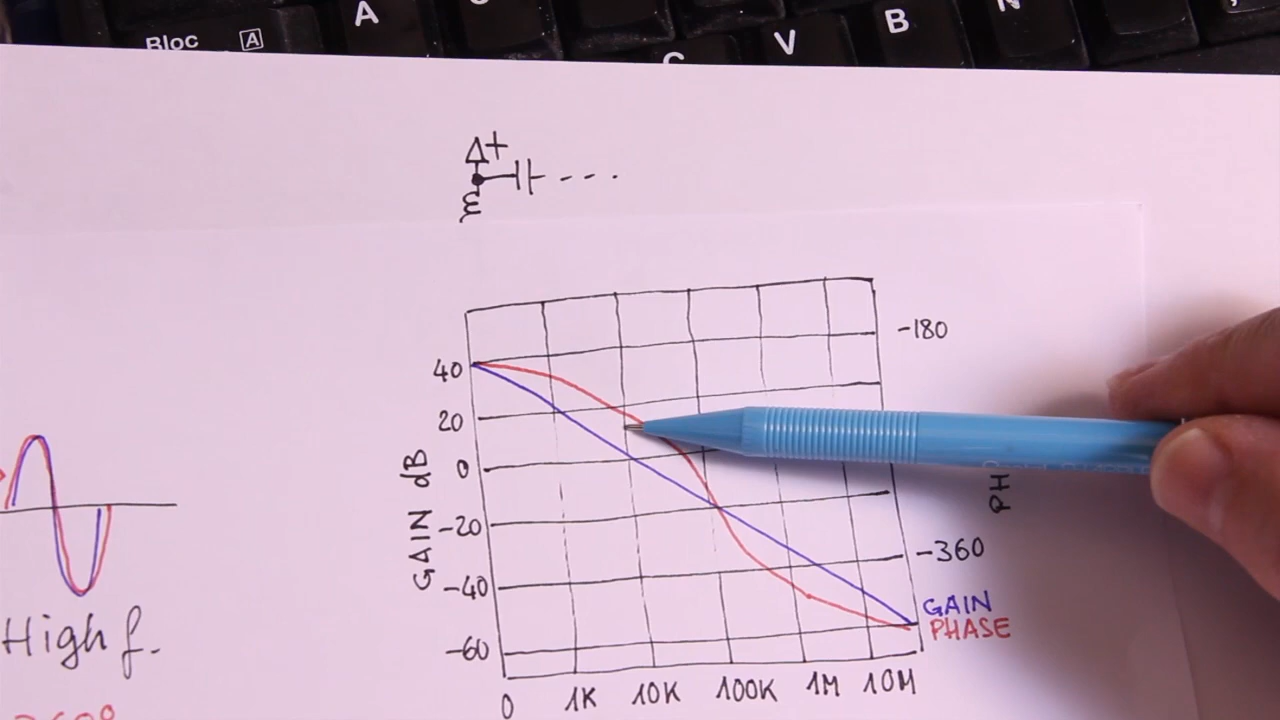 A
Bloc A
V
B
N
C
+
-180
40
20
0
-20
-40
-60
GAIN dB
PH
-360
GAIN
PHASE
0 1K 10K 100K 1M 10M
High f.